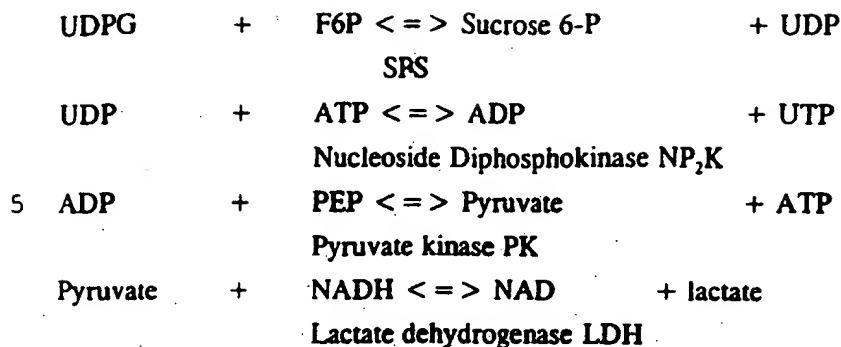 UDPG + F6P < = > Sucrose 6-P + UDP
SPS
UDP + ATP < = > ADP + UTP
Nucleoside Diphosphokinase NP₂K
5 ADP + PEP < = > Pyruvate + ATP
Pyruvate kinase PK
Pyruvate + NADH < = > NAD + lactate
Lactate dehydrogenase LDH